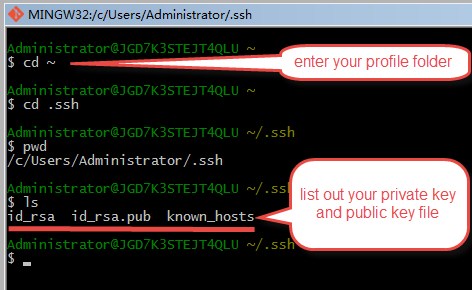 MINGW32:/c/Users/Administrator/.ssh
Administrator@JGD7K3STEJT4QLU ~
$ cd ~
enter your profile folder
Administrator@JGD7K3STEJT4QLU ~
$ cd .ssh
Administrator@JGD7K3STEJT4QLU ~/.ssh
$ pwd
/c/Users/Administrator/.ssh
Administrator@JGD7K3STEJT4QLU ~/.ssh
$ ls
id_rsa id_rsa.pub known_hosts
list out your private key
and public key file
Administrator@JGD7K3STEJT4QLU ~/.ssh
$